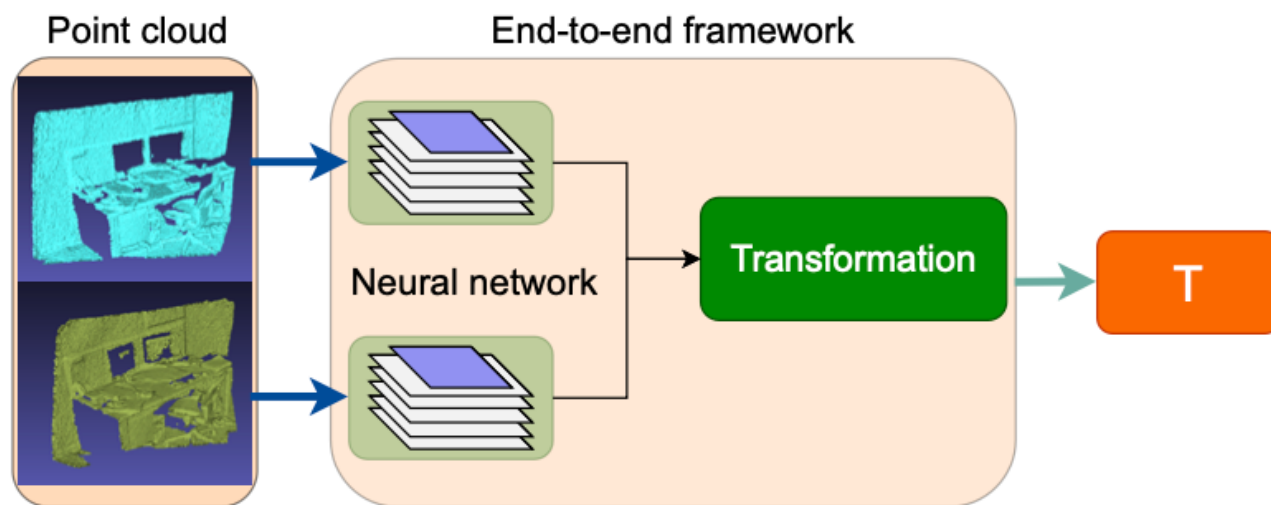 Point cloud
End-to-end framework
Neural network
Transformation
T